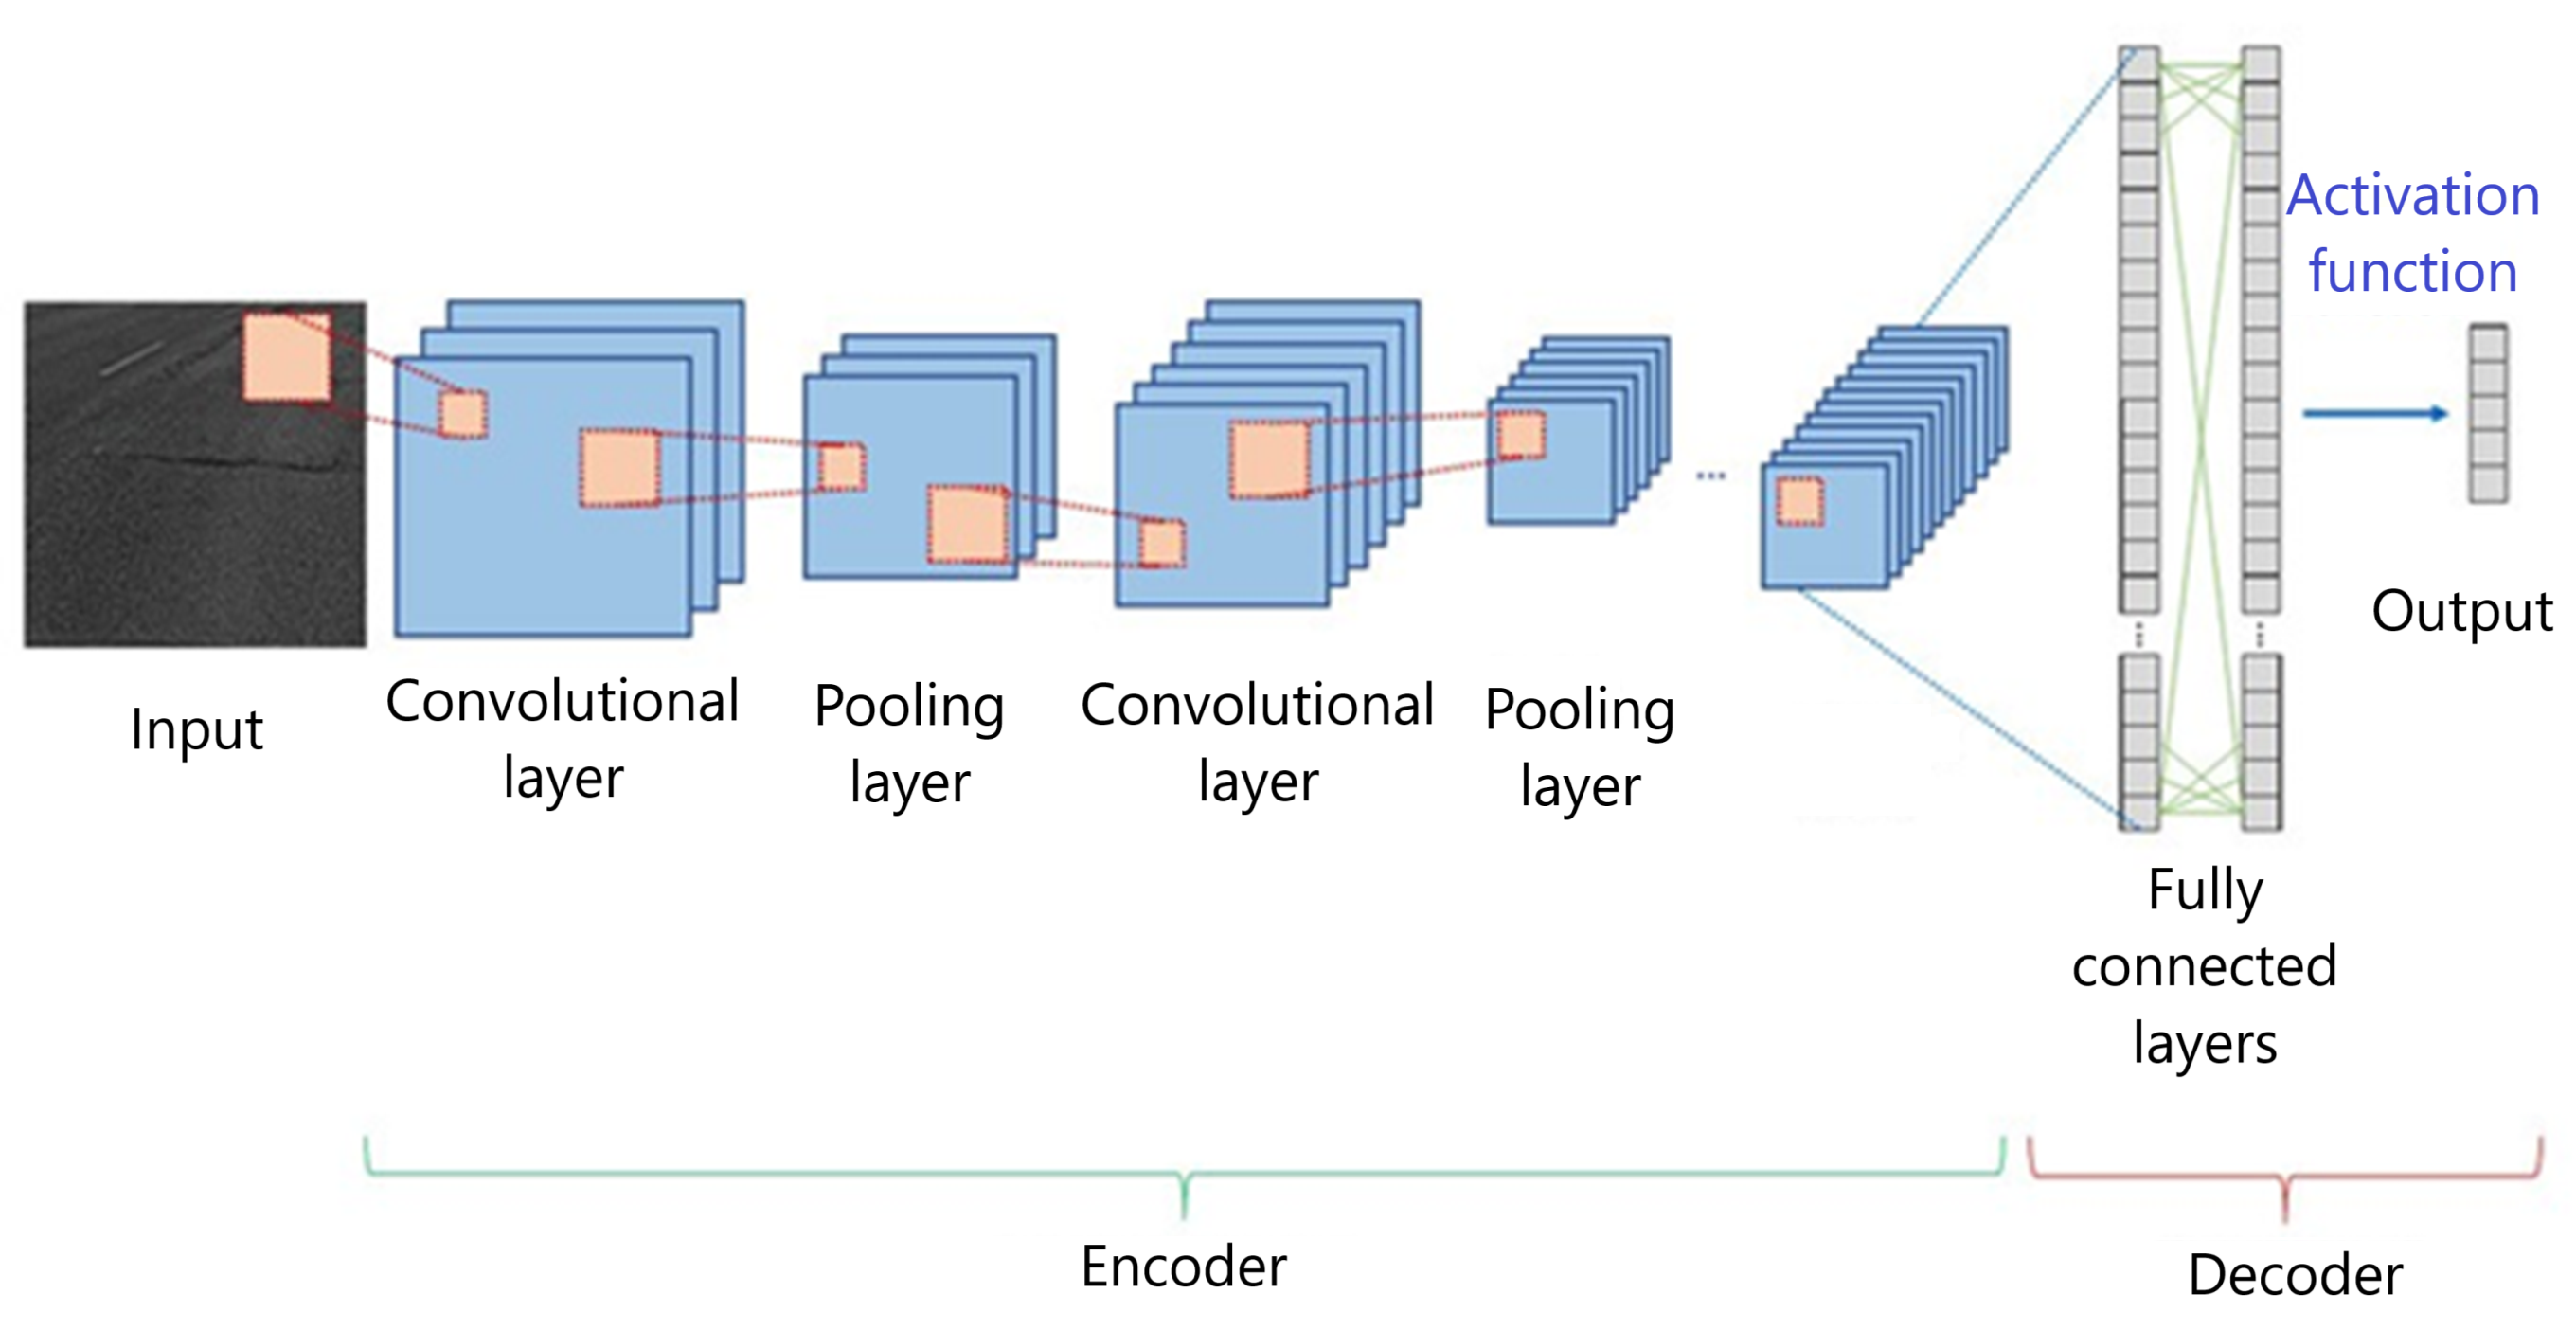 Activation
function
Output
Input
Convolutional
layer
Pooling
layer
Convolutional
layer
Pooling
layer
...
Fully
connected
layers
Encoder
Decoder